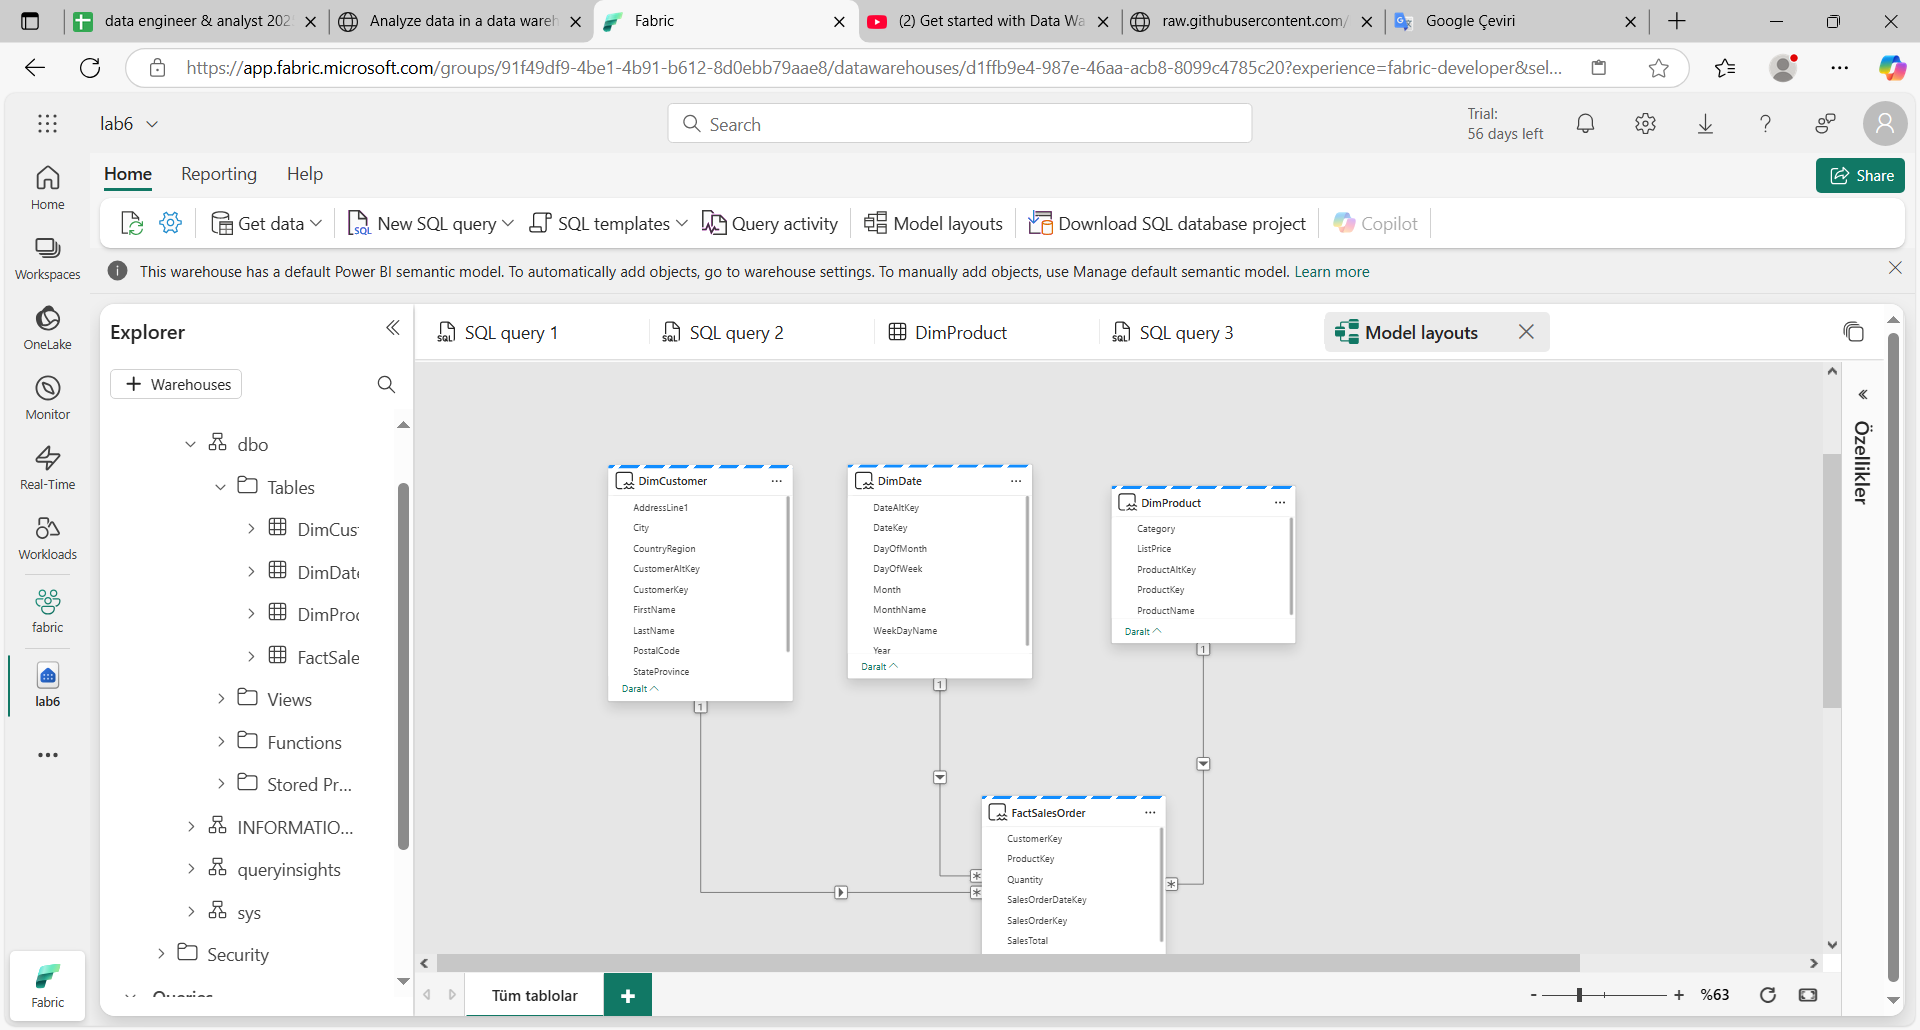 data engineer & analyst 202
Analyze data in a data wareh
Fabric
(2) Get started with Data Wa
raw.githubusercontent.com/
Google Çeviri
https://app.fabric.microsoft.com/groups/91f49df9-4be1-4b91-b612-8d0ebb79aae8/datawarehouses/d1ffb9e4-987e-46aa-acb8-8099c4785c20?experience=fabric-developer&sel...
lab6
Search
Trial:
56 days left
Home
Reporting
Help
Share
Get data
New SQL query
SQL templates
Query activity
Model layouts
Download SQL database project
Copilot
This warehouse has a default Power BI semantic model. To automatically add objects, go to warehouse settings. To manually add objects, use Manage default semantic model. Learn more
Home
Workspaces
OneLake
Monitor
Real-Time
Workloads
fabric
lab6
Fabric
Explorer
Warehouses
dbo
Tables
DimCus
DimDate
DimProd
FactSale
Views
Functions
Stored Pr...
INFORMATIO...
queryinsights
sys
Security
Queries
SQL query 1
SQL query 2
DimProduct
SQL query 3
Model layouts
DimCustomer
AddressLine1
City
CountryRegion
CustomerAltKey
CustomerKey
FirstName
LastName
PostalCode
StateProvince
Daralt
1
DimDate
DateAltKey
DateKey
DayOfMonth
DayOfWeek
Month
MonthName
WeekDayName
Year
Daralt
1
DimProduct
Category
ListPrice
ProductAltKey
ProductKey
ProductName
Daralt
1
FactSalesOrder
CustomerKey
ProductKey
Quantity
SalesOrderDateKey
SalesOrderKey
SalesTotal
*
*
*
Özellikler
Tüm tablolar
- + %63